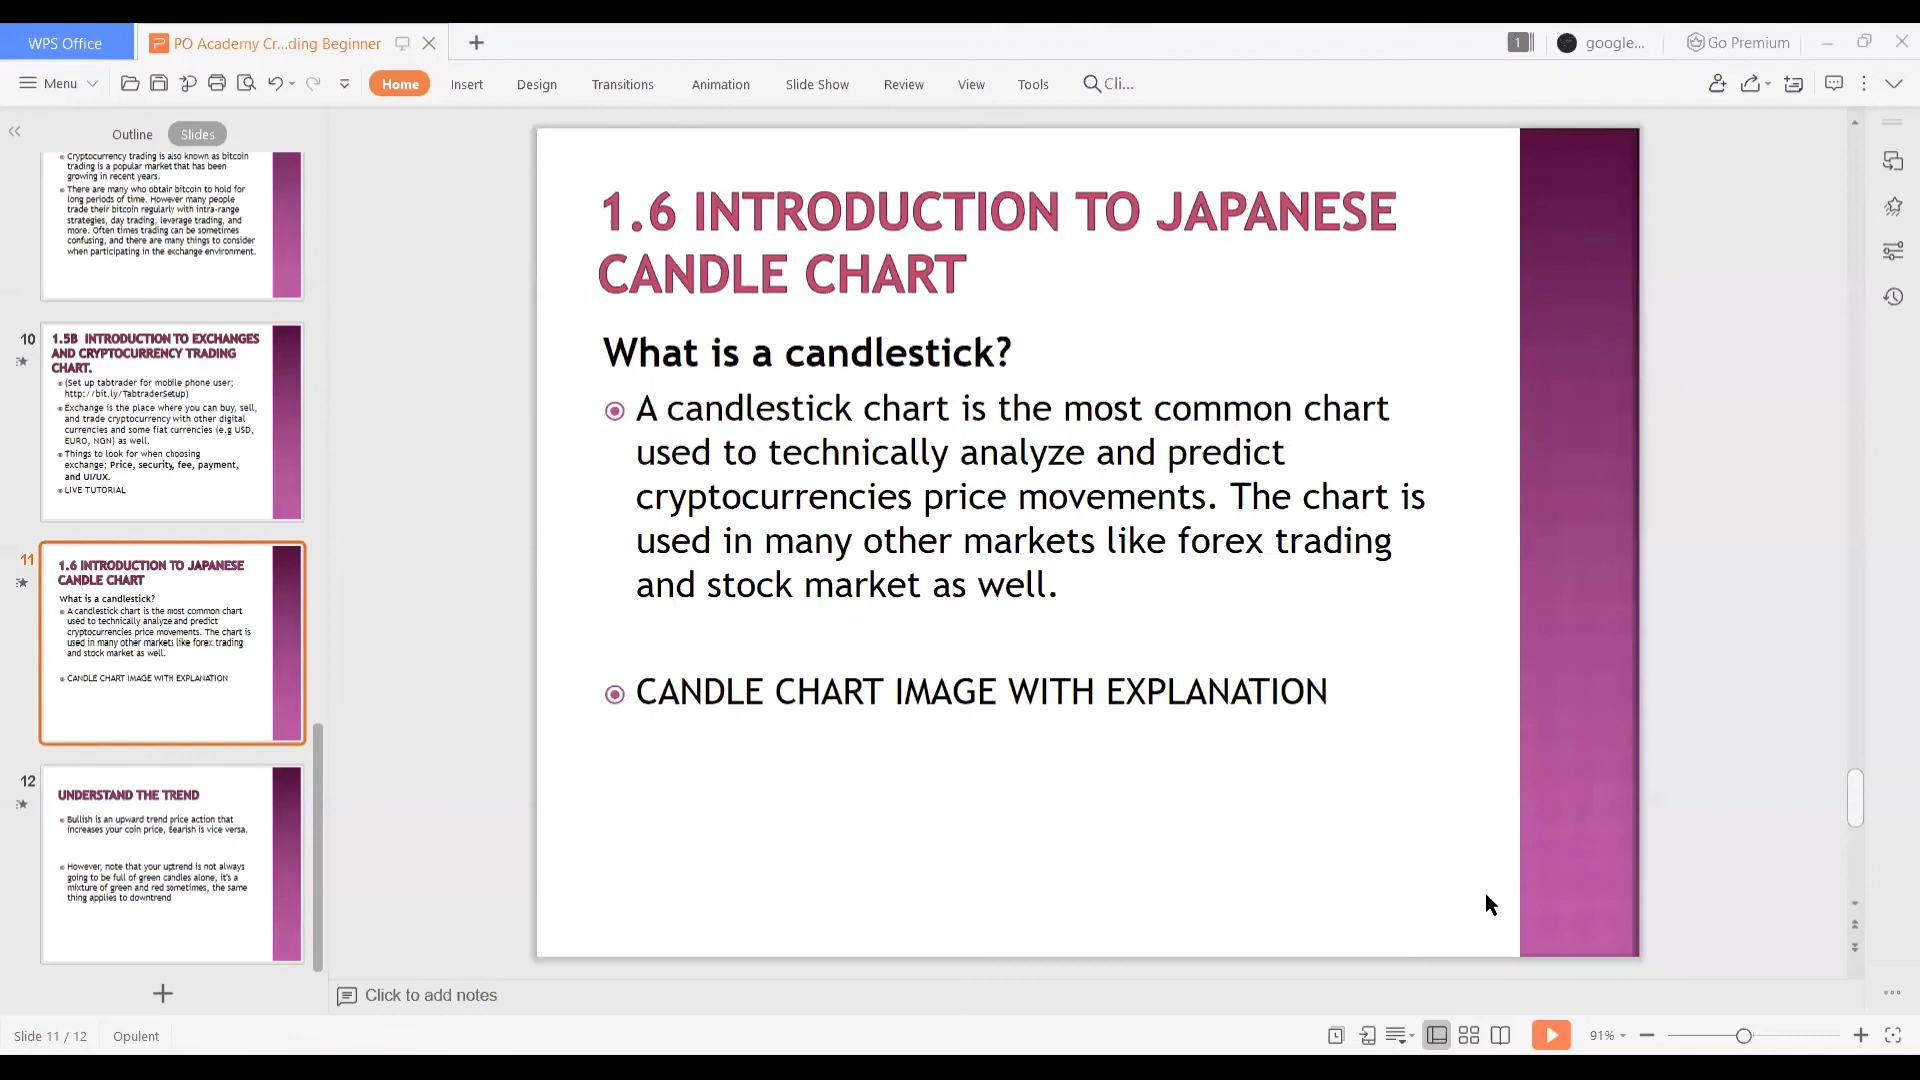 WPS Office
PO Academy Cr...ding Beginner
1
google...
Go Premium
Menu
Home
Insert
Design
Transitions
Animation
Slide Show
Review
View
Tools
Cli...
Outline
Slides
Cryptocurrency trading is also known as bitcoin
trading is a popular market that has been
growing in recent years.
There are many who obtair bitcoin to hold for
long periods of time. However many people
trade their bitcoin regularly with intra-range
strategies, day trading, leverage trading, and
more. Often times trading can be sometimes
confusing, and there are many things to consider
when participating in the exchange environment.
10
1.5B INTRODUCTION TO EXCHANGES
AND CRYPTOCURRENCY TRADING
CHART.
(Set up tabtrader for mobile phone user;
http://bit.ly/TabtraderSetup)
Exchange is the place where you can buy, sell,
and trade cryptocurrency with other digital
currencies and some fiat currencies (e.g USD,
EURO, NGN) as well.
Things to look for when choosing
exchange; Price, security, fee, payment,
and UI/UX.
LIVE TUTORIAL
11
1.6 INTRODUCTION TO JAPANESE
CANDLE CHART
What is a candlestick?
A candlestick chart is the most common chart
used to technically analyze and predict
cryptocurrencies price movements. The chart is
used in many other markets like forex trading
and stock market as well.
CANDLE CHART IMAGE WITH EXPLANATION
12
UNDERSTAND THE TREND
Bullish is an upward trend price action that
increases your coin price, Bearish is vice versa.
However, note that your uptrend is not always
going to be full of green candles alone, it's a
mixture of green and red sometimes, the same
thing applies to downtrend
1.6 INTRODUCTION TO JAPANESE
CANDLE CHART
What is a candlestick?
A candlestick chart is the most common chart
used to technically analyze and predict
cryptocurrencies price movements. The chart is
used in many other markets like forex trading
and stock market as well.
CANDLE CHART IMAGE WITH EXPLANATION
Click to add notes
Slide 11 / 12
Opulent
91%